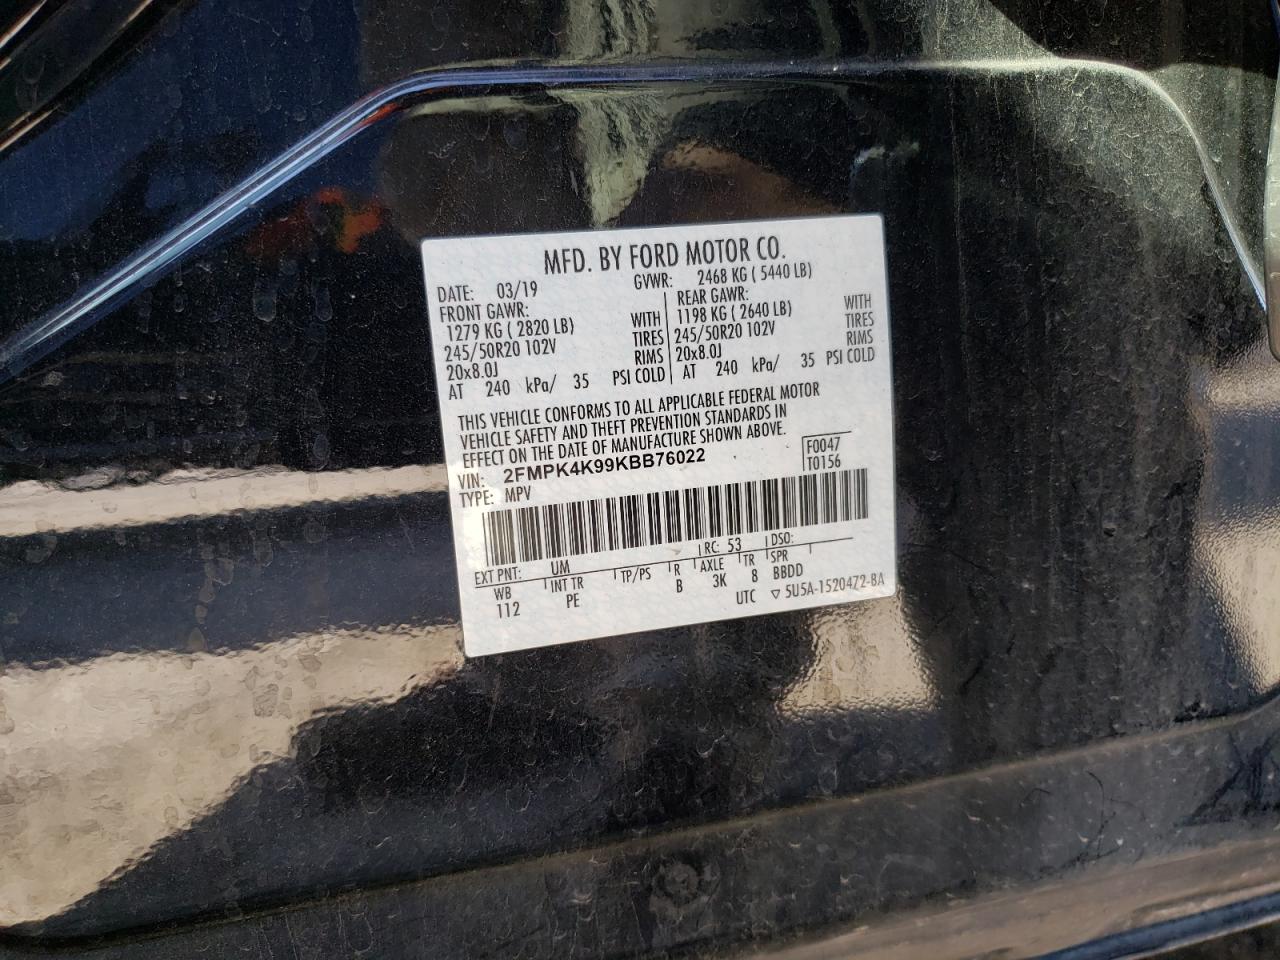 MFD. BY FORD MOTOR CO.
DATE: 03/19 GVWR: 2468 KG ( 5440 LB)
FRONT GAWR: REAR GAWR:
1279 KG ( 2820 LB) WITH 1198 KG ( 2640 LB) WITH
245/50R20 102V TIRES 245/50R20 102V TIRES
20x8.0J RIMS 20x8.0J RIMS
AT 240 kPa/ 35 PSI COLD AT 240 kPa/ 35 PSI COLD
THIS VEHICLE CONFORMS TO ALL APPLICABLE FEDERAL MOTOR
VEHICLE SAFETY AND THEFT PREVENTION STANDARDS IN
EFFECT ON THE DATE OF MANUFACTURE SHOWN ABOVE.
VIN: 2FMPK4K99KBB76022 F0047
TYPE: MPV T0156
EXT PNT: UM RC: 53 DSO:
WB INT TR TP/PS R AXLE TR SPR
112 PE B 3K 8 BBDD
UTC ▽ 5U5A-1520472-BA